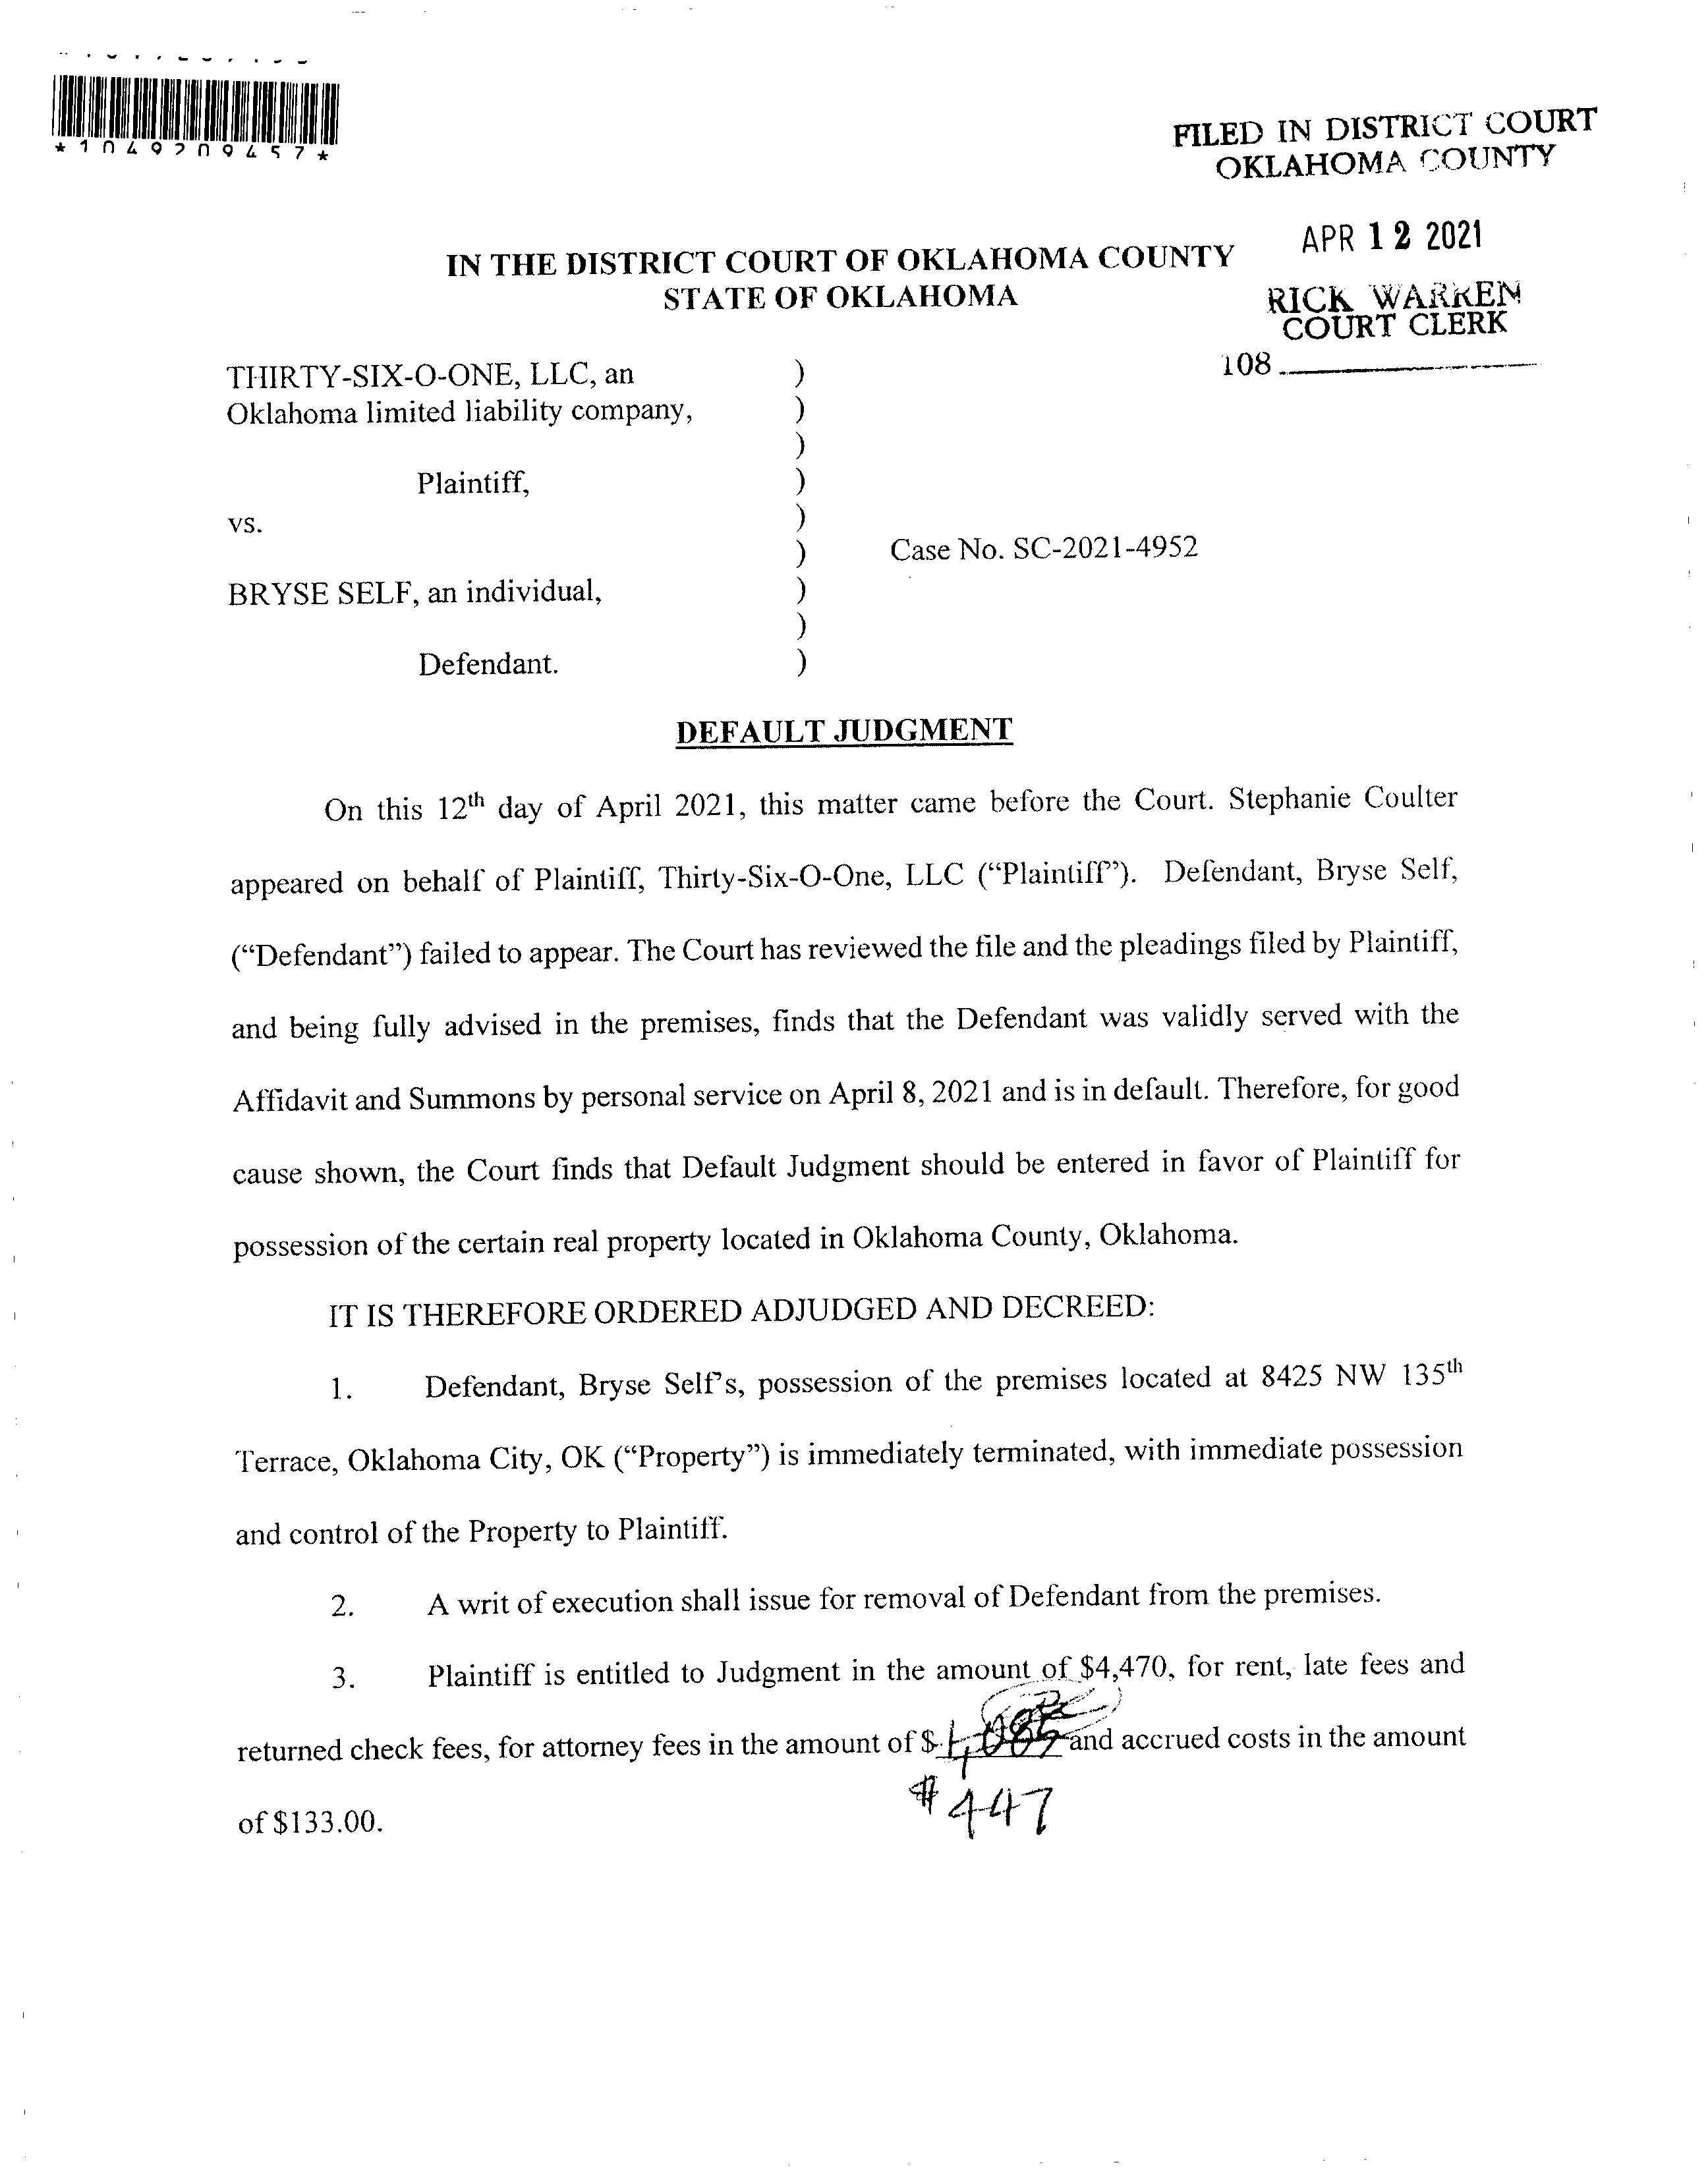 *1049209457*
FILED IN DISTRICT COURT
OKLAHOMA COUNTY
APR 12 2021
RICK WARREN
COURT CLERK
108
IN THE DISTRICT COURT OF OKLAHOMA COUNTY
STATE OF OKLAHOMA
THIRTY-SIX-O-ONE, LLC, an )
Oklahoma limited liability company, )
)
Plaintiff, )
vs. )
) Case No. SC-2021-4952
BRYSE SELF, an individual, )
)
Defendant. )
DEFAULT JUDGMENT
On this 12th day of April 2021, this matter came before the Court. Stephanie Coulter
appeared on behalf of Plaintiff, Thirty-Six-O-One, LLC (“Plaintiff”). Defendant, Bryse Self,
(“Defendant”) failed to appear. The Court has reviewed the file and the pleadings filed by Plaintiff,
and being fully advised in the premises, finds that the Defendant was validly served with the
Affidavit and Summons by personal service on April 8, 2021 and is in default. Therefore, for good
cause shown, the Court finds that Default Judgment should be entered in favor of Plaintiff for
possession of the certain real property located in Oklahoma County, Oklahoma.
IT IS THEREFORE ORDERED ADJUDGED AND DECREED:
1. Defendant, Bryse Self's, possession of the premises located at 8425 NW 135th
Terrace, Oklahoma City, OK (“Property”) is immediately terminated, with immediate possession
and control of the Property to Plaintiff.
2. A writ of execution shall issue for removal of Defendant from the premises.
3. Plaintiff is entitled to Judgment in the amount of $4,470, for rent, late fees and
returned check fees, for attorney fees in the amount of $ and accrued costs in the amount
#447
of $133.00.